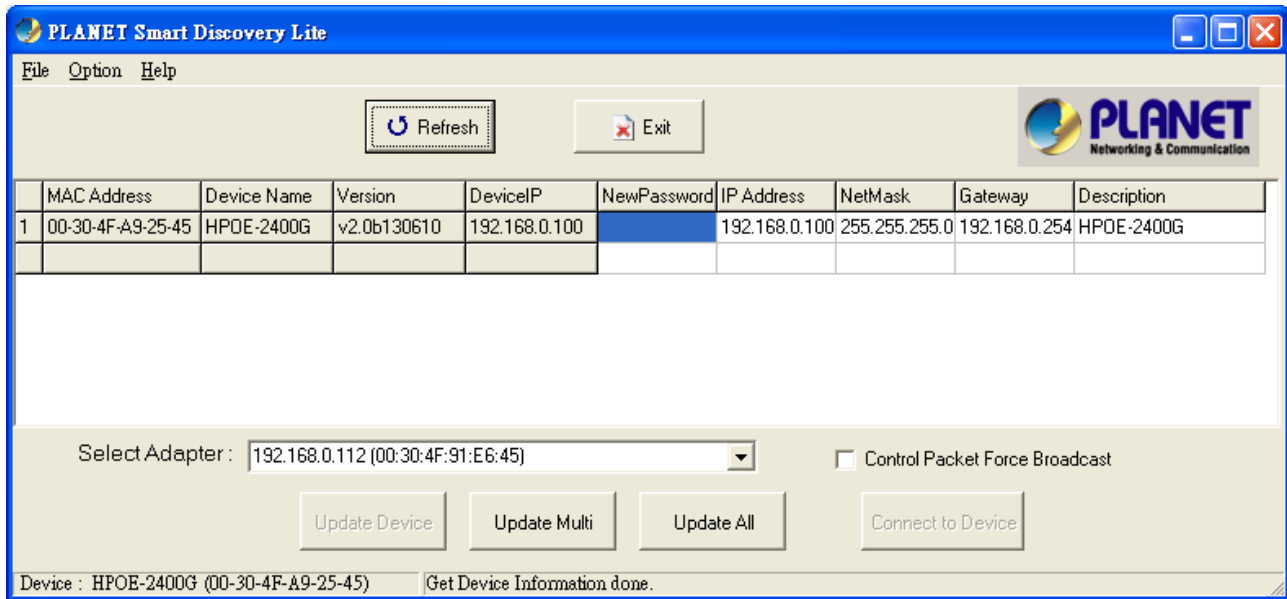 PLANET Smart Discovery Lite
File Option Help
Refresh Exit
PLANET
Networking & Communication
MAC Address Device Name Version DeviceIP NewPassword IP Address NetMask Gateway Description
1 00-30-4F-A9-25-45 HPOE-2400G v2.0b130610 192.168.0.100 192.168.0.100 255.255.255.0 192.168.0.254 HPOE-2400G
Select Adapter : 192.168.0.112 (00:30:4F:91:E6:45) Control Packet Force Broadcast
Update Device Update Multi Update All Connect to Device
Device : HPOE-2400G (00-30-4F-A9-25-45) Get Device Information done.